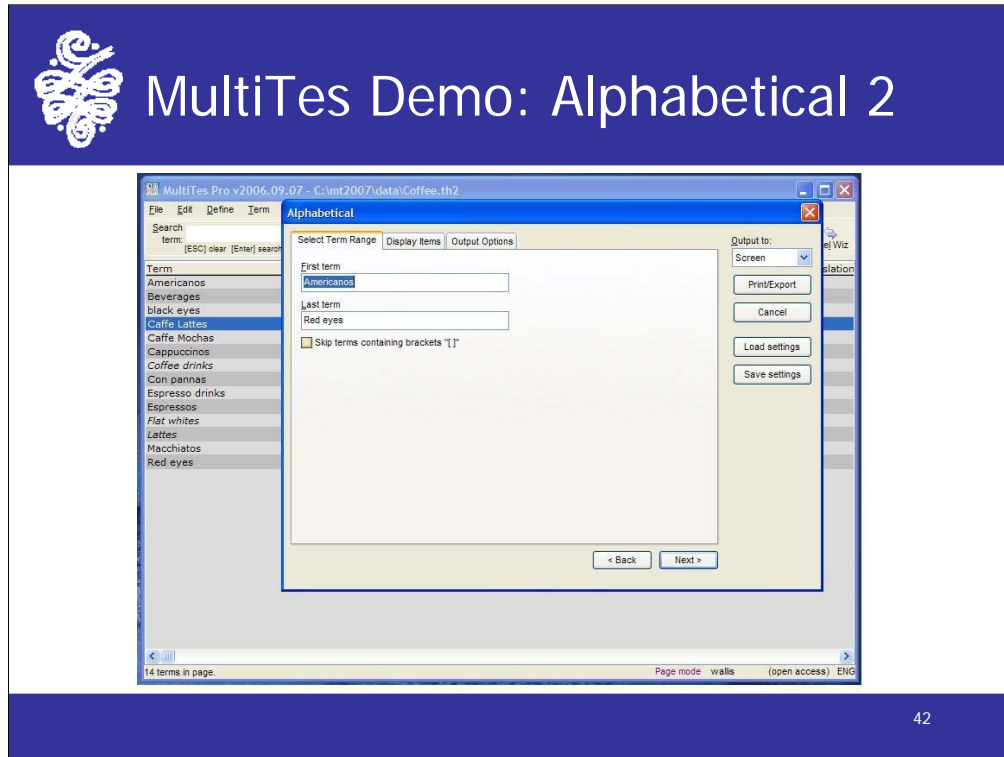 MultiTes Demo: Alphabetical 2
MultiTes Pro v2006.09.07 - C:\mt2007\data\Coffee.th2
File Edit Define Term
Search
term:
[ESC] clear [Enter] search
Wiz
Term
Americanos
Beverages
black eyes
Caffe Lattes
Caffe Mochas
Cappuccinos
Coffee drinks
Con pannas
Espresso drinks
Espressos
Flat whites
Lattes
Macchiatos
Red eyes
Alphabetical
Select Term Range Display Items Output Options
First term
Americanos
Last term
Red eyes
Skip terms containing brackets "[ ]"
Output to:
Screen
Print/Export
Cancel
Load settings
Save settings
< Back Next >
14 terms in page.
Page mode walls (open access) ENG
42